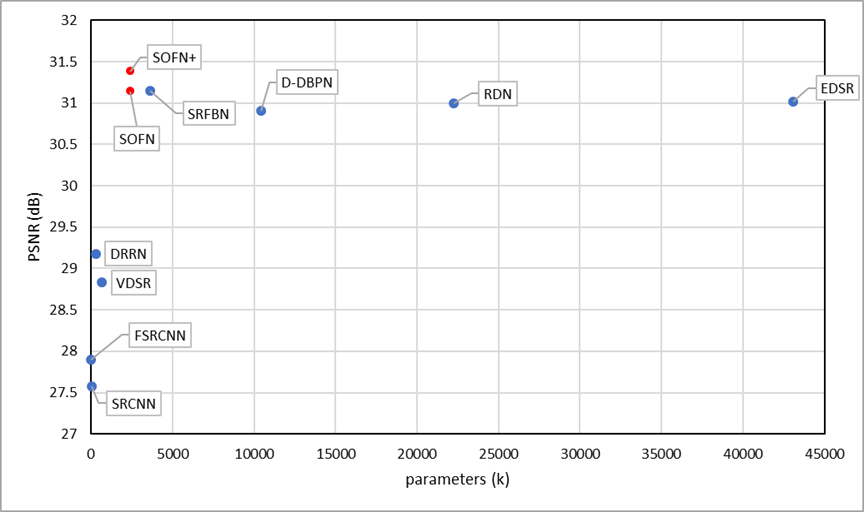 32
31.5
31
30.5
30
29.5
29
28.5
28
27.5
27
PSNR (dB)
SOFN+
SRFBN
SOFN
D-DBPN
RDN
EDSR
DRRN
VDSR
FSRCNN
SRCNN
0 5000 10000 15000 20000 25000 30000 35000 40000 45000
parameters (k)